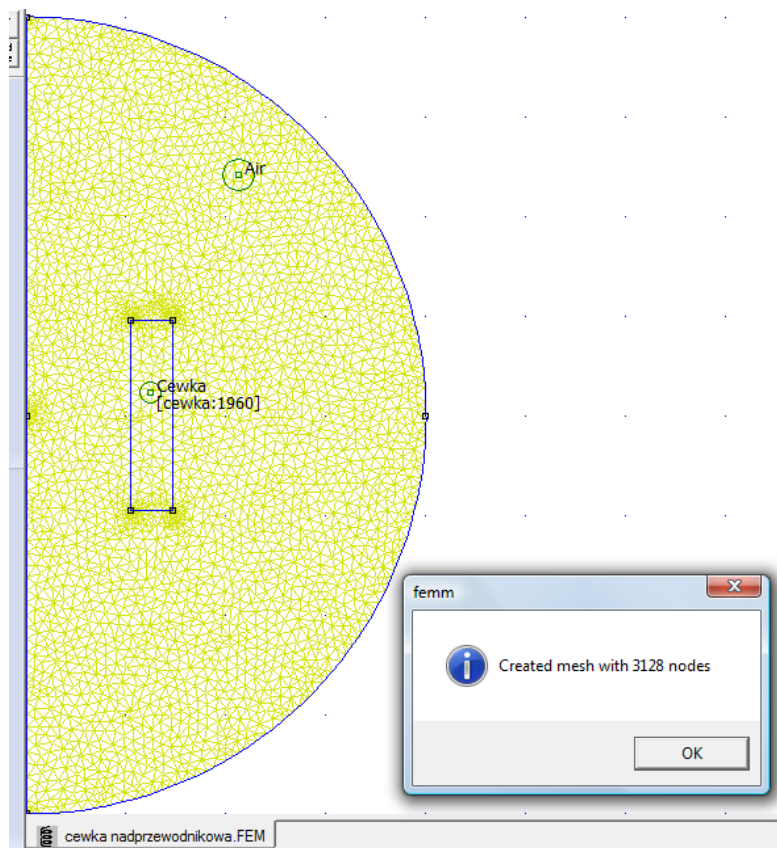 Air
Cewka
[cewka:1960]
femm
Created mesh with 3128 nodes
OK
cewka nadprzewodnikowa.FEM